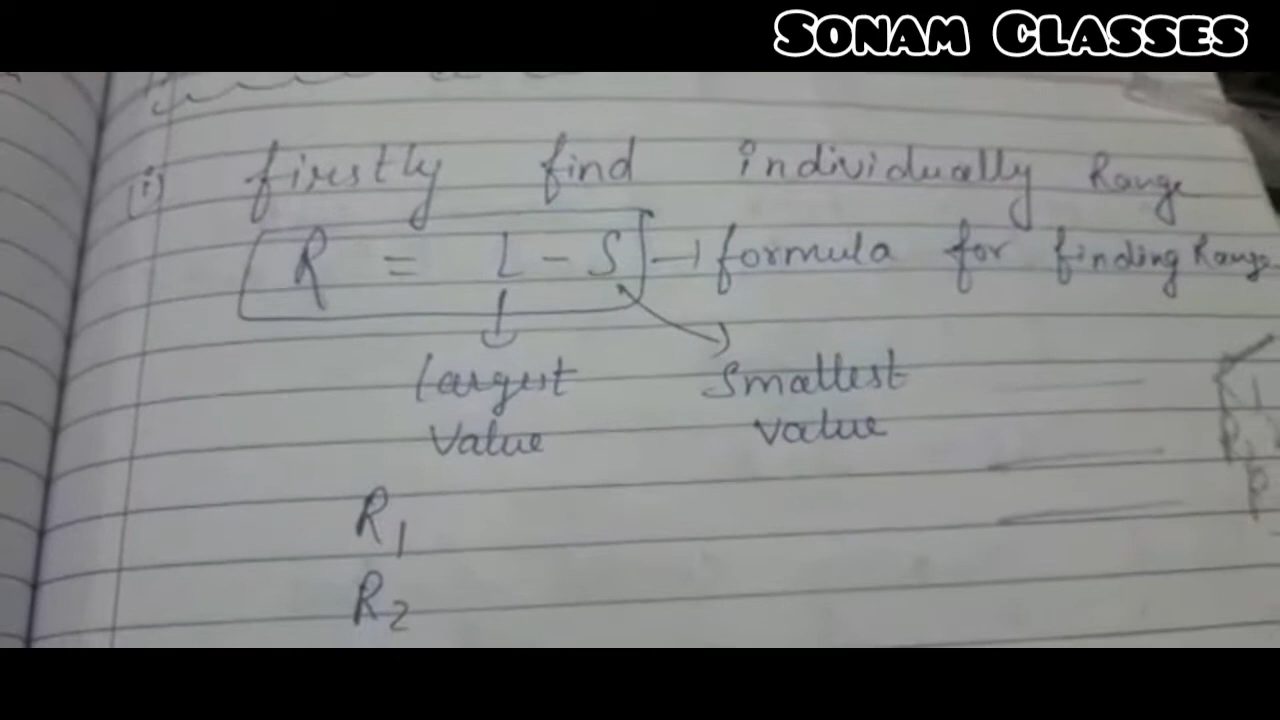 SONAM CLASSES
(i) firstly find individually Range
R = L - S → formula for finding Range
largest Smallest
value value
R1
R2